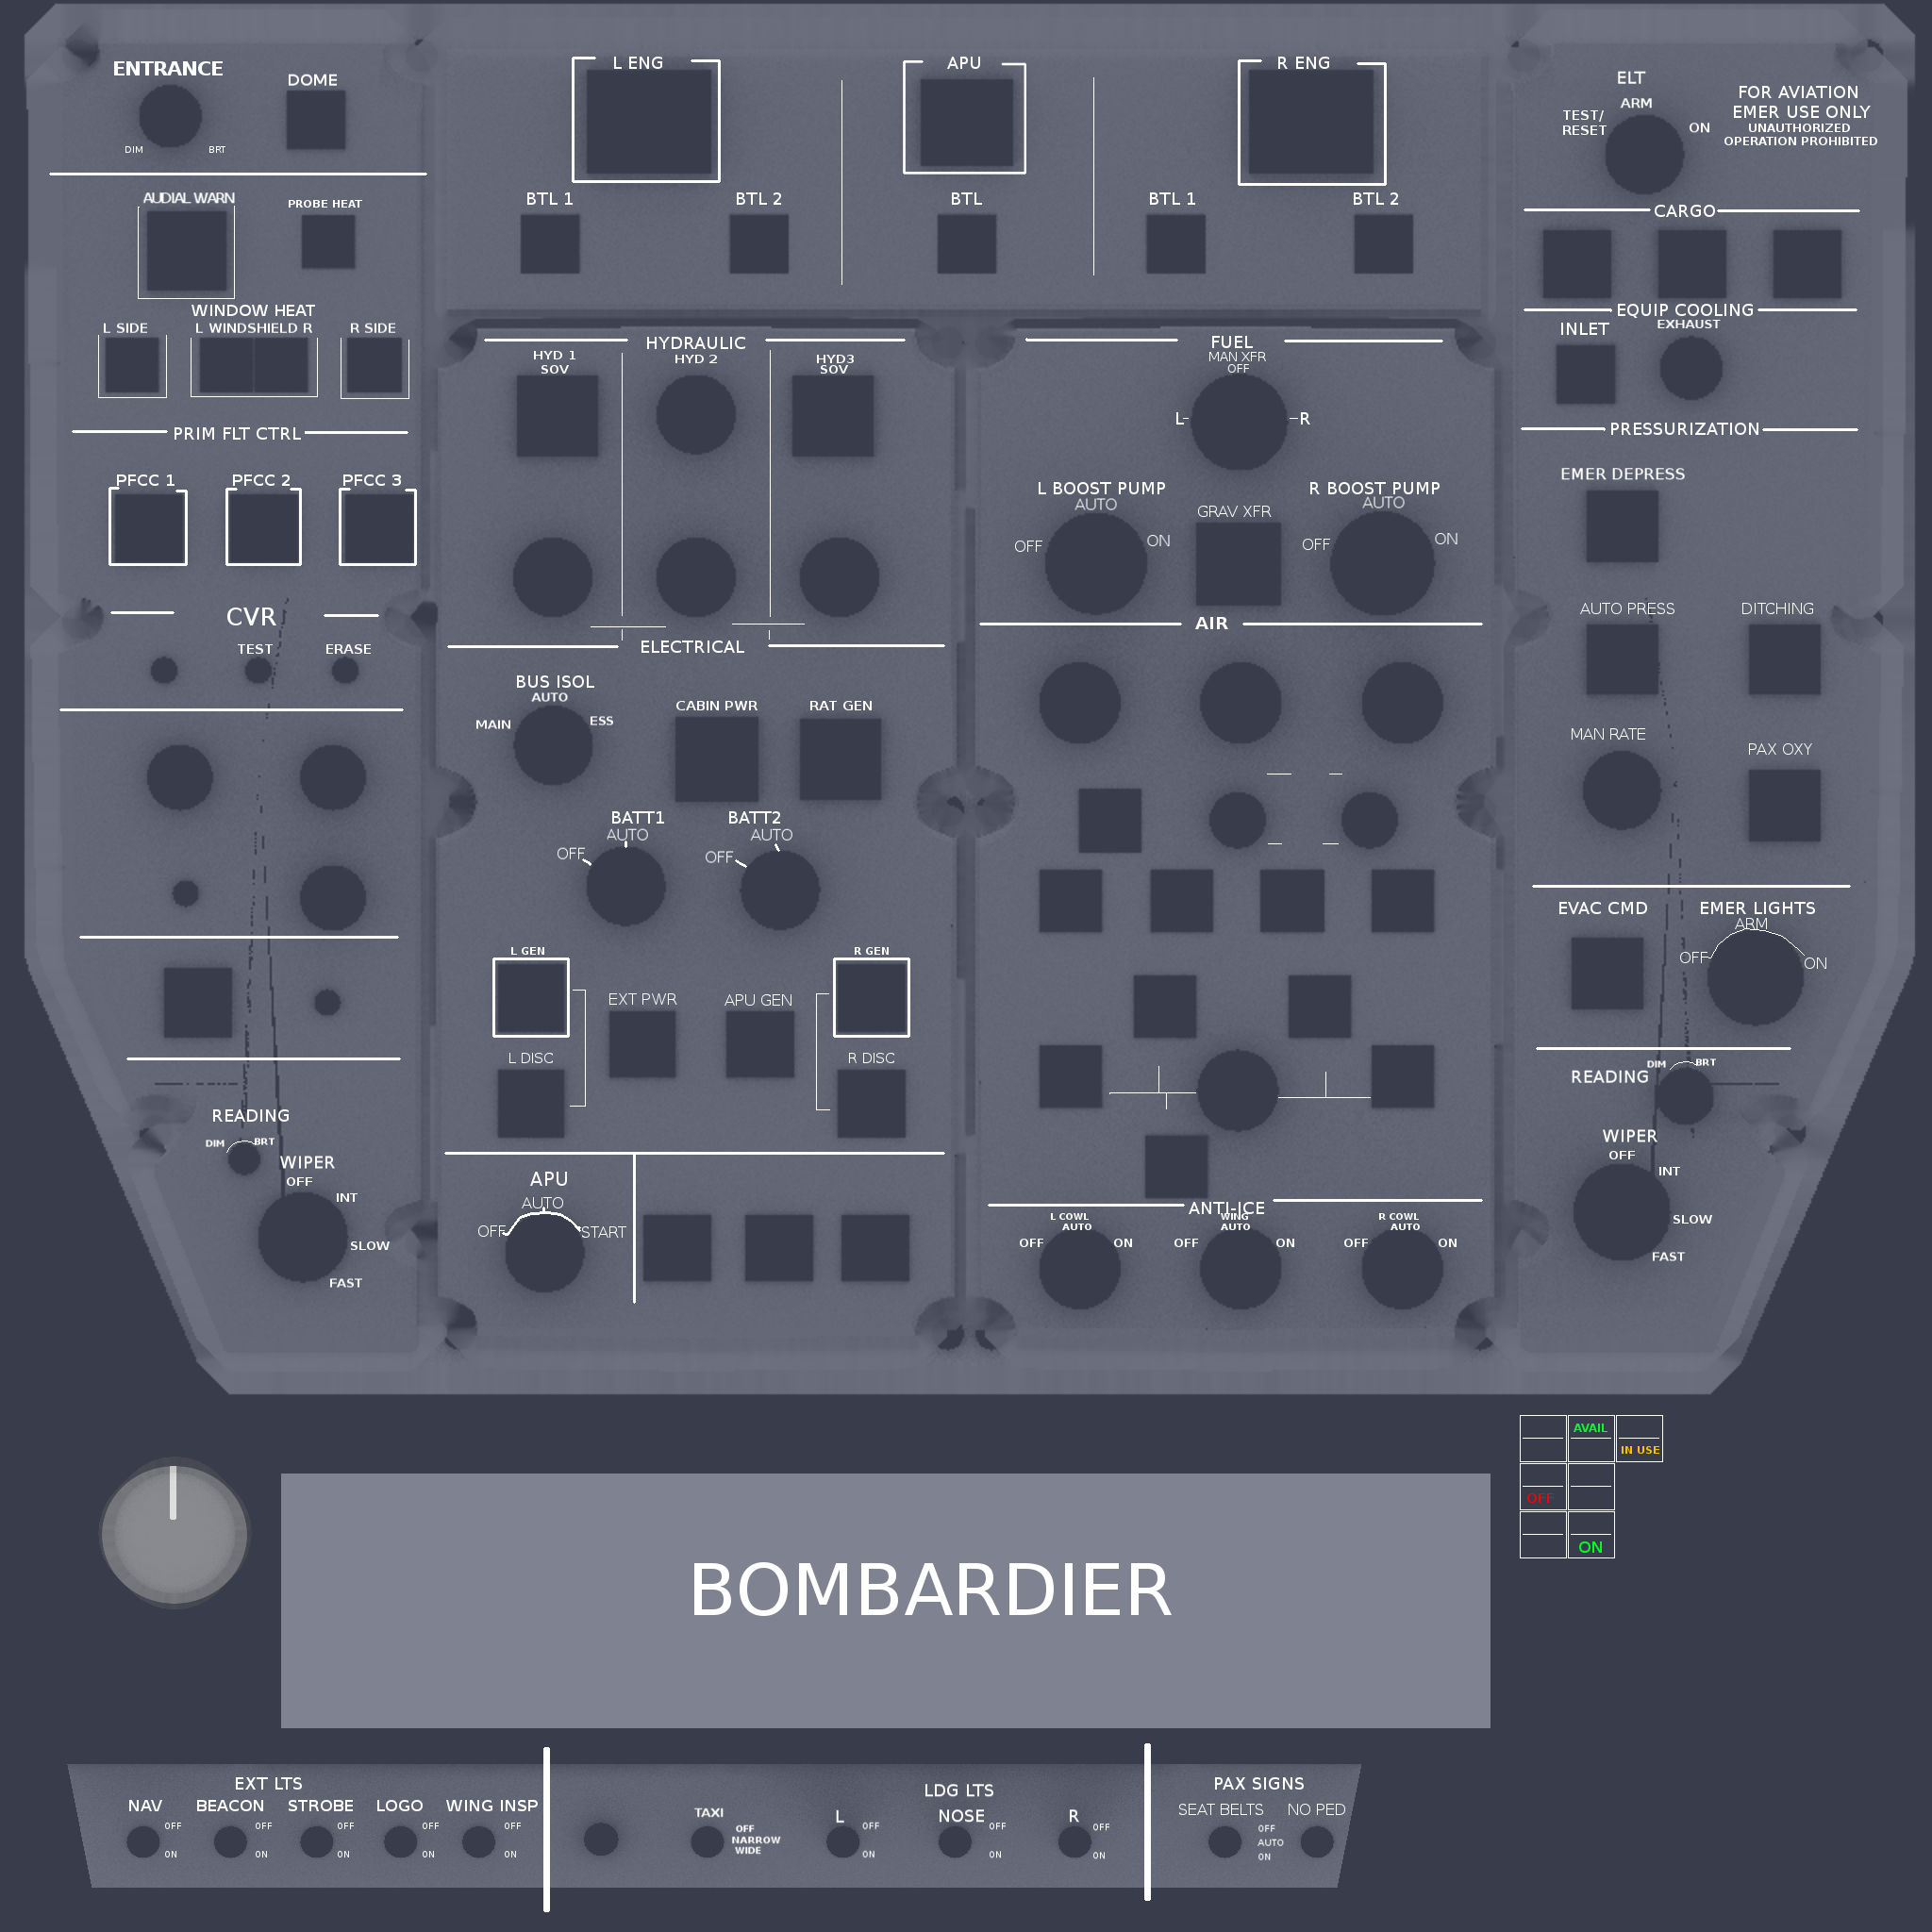 ENTRANCE
DOME
DIM BRT
AUDIAL WARN
PROBE HEAT
WINDOW HEAT
L SIDE
L WINDSHIELD R
R SIDE
PRIM FLT CTRL
PFCC 1
PFCC 2
PFCC 3
CVR
TEST
ERASE
READING
DIM BRT
WIPER
OFF
INT
SLOW
FAST
L ENG
APU
R ENG
BTL 1
BTL 2
BTL
BTL 1
BTL 2
HYDRAULIC
HYD 1
SOV
HYD 2
HYD3
SOV
ELECTRICAL
BUS ISOL
AUTO
MAIN
ESS
CABIN PWR
RAT GEN
BATT1
AUTO
OFF
BATT2
AUTO
OFF
L GEN
R GEN
EXT PWR
APU GEN
L DISC
R DISC
APU
AUTO
OFF
START
FUEL
MAN XFR
OFF
L
R
L BOOST PUMP
AUTO
OFF
ON
GRAV XFR
R BOOST PUMP
AUTO
OFF
ON
AIR
ANTI-ICE
L COWL
AUTO
OFF
ON
WING
AUTO
OFF
ON
R COWL
AUTO
OFF
ON
ELT
ARM
TEST/
RESET
ON
FOR AVIATION
EMER USE ONLY
UNAUTHORIZED
OPERATION PROHIBITED
CARGO
EQUIP COOLING
INLET
EXHAUST
PRESSURIZATION
EMER DEPRESS
AUTO PRESS
DITCHING
MAN RATE
PAX OXY
EVAC CMD
EMER LIGHTS
ARM
OFF
ON
READING
DIM BRT
WIPER
OFF
INT
SLOW
FAST
AVAIL
IN USE
OFF
ON
BOMBARDIER
EXT LTS
NAV
BEACON
STROBE
LOGO
WING INSP
OFF
ON
OFF
ON
OFF
ON
OFF
ON
OFF
ON
TAXI
OFF
NARROW
WIDE
LDG LTS
L
NOSE
R
OFF
ON
OFF
ON
OFF
ON
PAX SIGNS
SEAT BELTS
NO PED
OFF
AUTO
ON